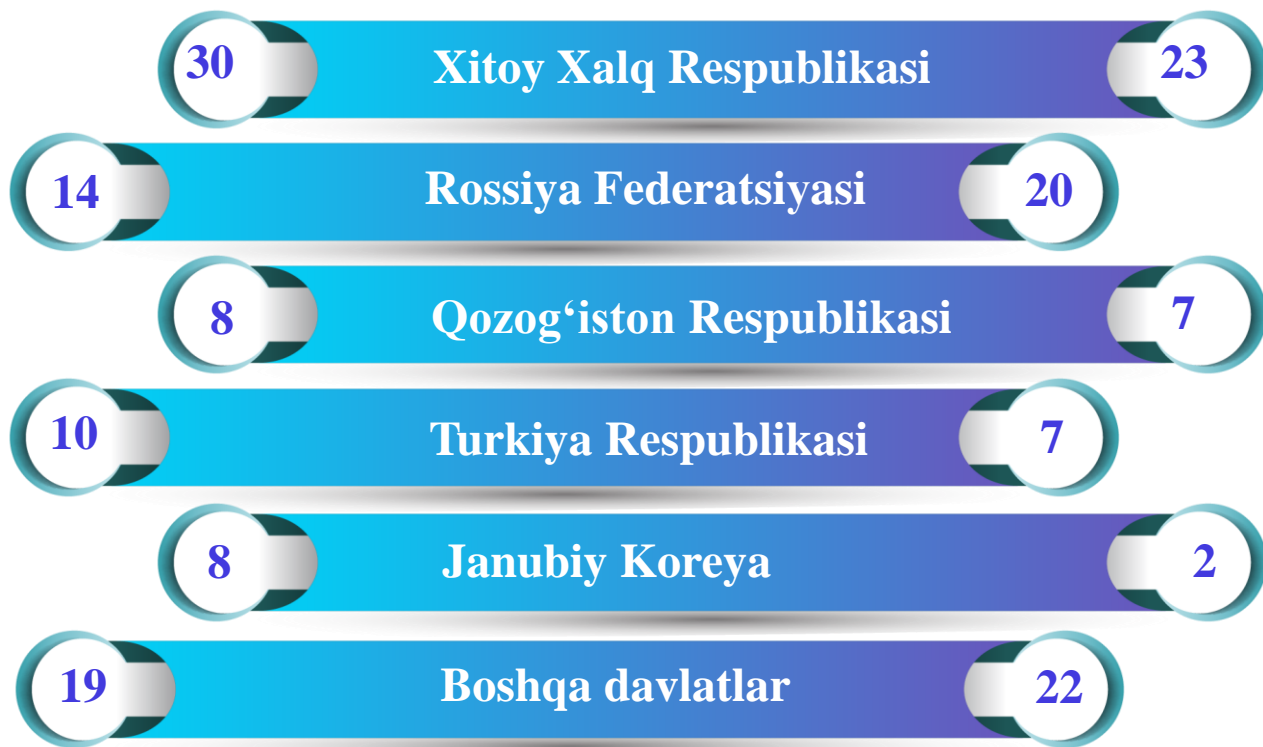 30 Xitoy Xalq Respublikasi 23
14 Rossiya Federatsiyasi 20
8 Qozog‘iston Respublikasi 7
10 Turkiya Respublikasi 7
8 Janubiy Koreya 2
19 Boshqa davlatlar 22